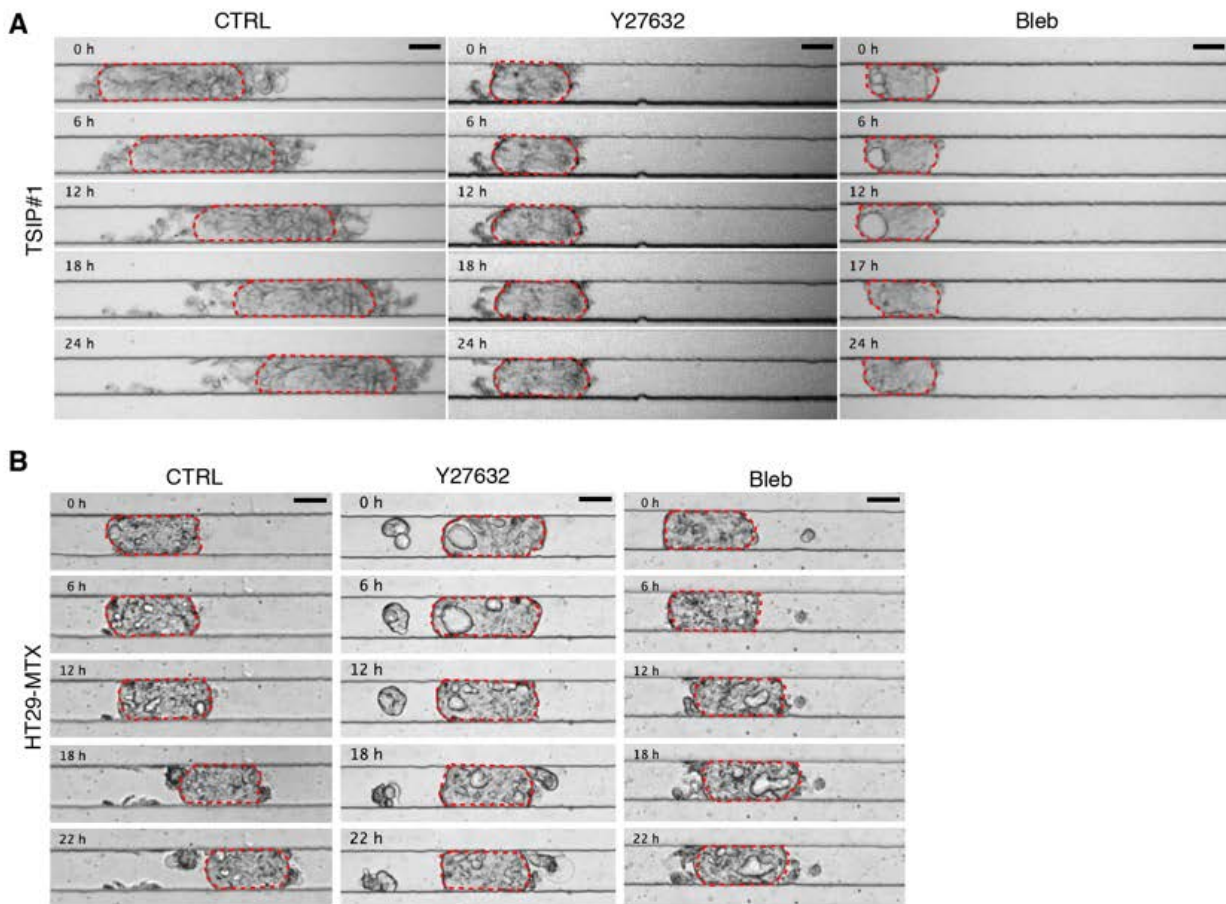 A
CTRL
Y27632
Bleb
TSIP#1
0 h
0 h
0 h
6 h
6 h
6 h
12 h
12 h
12 h
18 h
18 h
17 h
24 h
24 h
24 h
B
CTRL
Y27632
Bleb
HT29-MTX
0 h
0 h
0 h
6 h
6 h
6 h
12 h
12 h
12 h
18 h
18 h
18 h
22 h
22 h
22 h